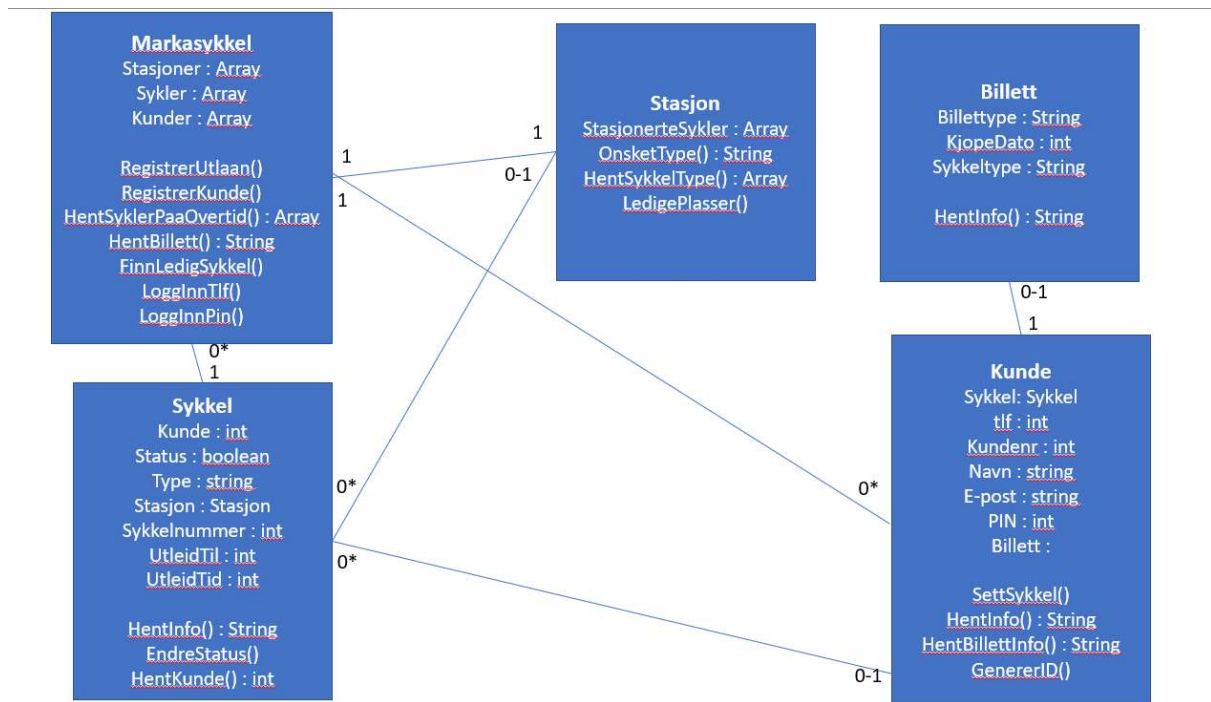 Markasykkel
Stasjoner : Array
Sykler : Array
Kunder : Array
RegistrerUtlaan()
RegistrerKunde()
HentSyklerPaaOvertid() : Array
HentBillett() : String
FinnLedigSykkel()
LoggInnTlf()
LoggInnPin()
1
1
1
0-1
Stasjon
StasjonerteSykler : Array
OnsketType() : String
HentSykkelType() : Array
LedigePlasser()
Billett
Billettype : String
KjopeDato : int
Sykkeltype : String
HentInfo() : String
0-1
1
0*
1
Sykkel
Kunde : int
Status : boolean
Type : string
Stasjon : Stasjon
Sykkelnummer : int
UtleidTil : int
UtleidTid : int
HentInfo() : String
EndreStatus()
HentKunde() : int
0*
0*
0*
0-1
Kunde
Sykkel: Sykkel
tlf : int
Kundenr : int
Navn : string
E-post : string
PIN : int
Billett :
SettSykkel()
HentInfo() : String
HentBillettInfo() : String
GenererID()